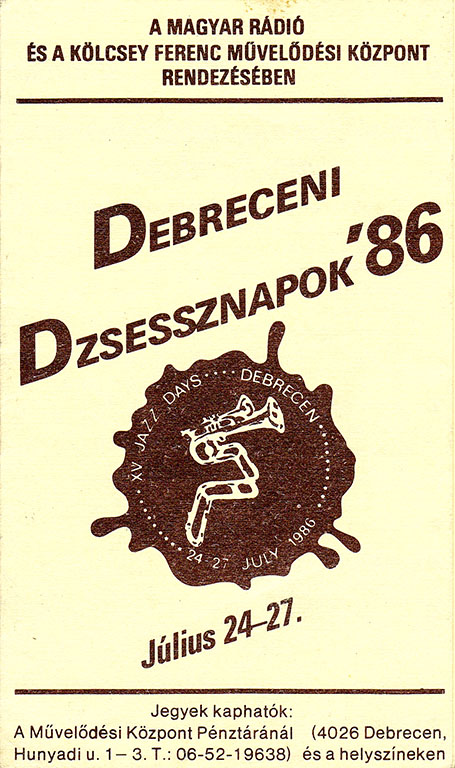 A MAGYAR RÁDIÓ
ÉS A KÖLCSEY FERENC MŰVELŐDÉSI KÖZPONT
RENDEZÉSÉBEN
DEBRECENI
DZSESSZNAPOK '86
XV JAZZ DAYS···· DEBRECEN
24-27 JULY 1986
Július 24–27.
Jegyek kaphatók:
A Művelődési Központ Pénztáránál (4026 Debrecen,
Hunyadi u. 1– 3. T.: 06-52-19638) és a helyszíneken